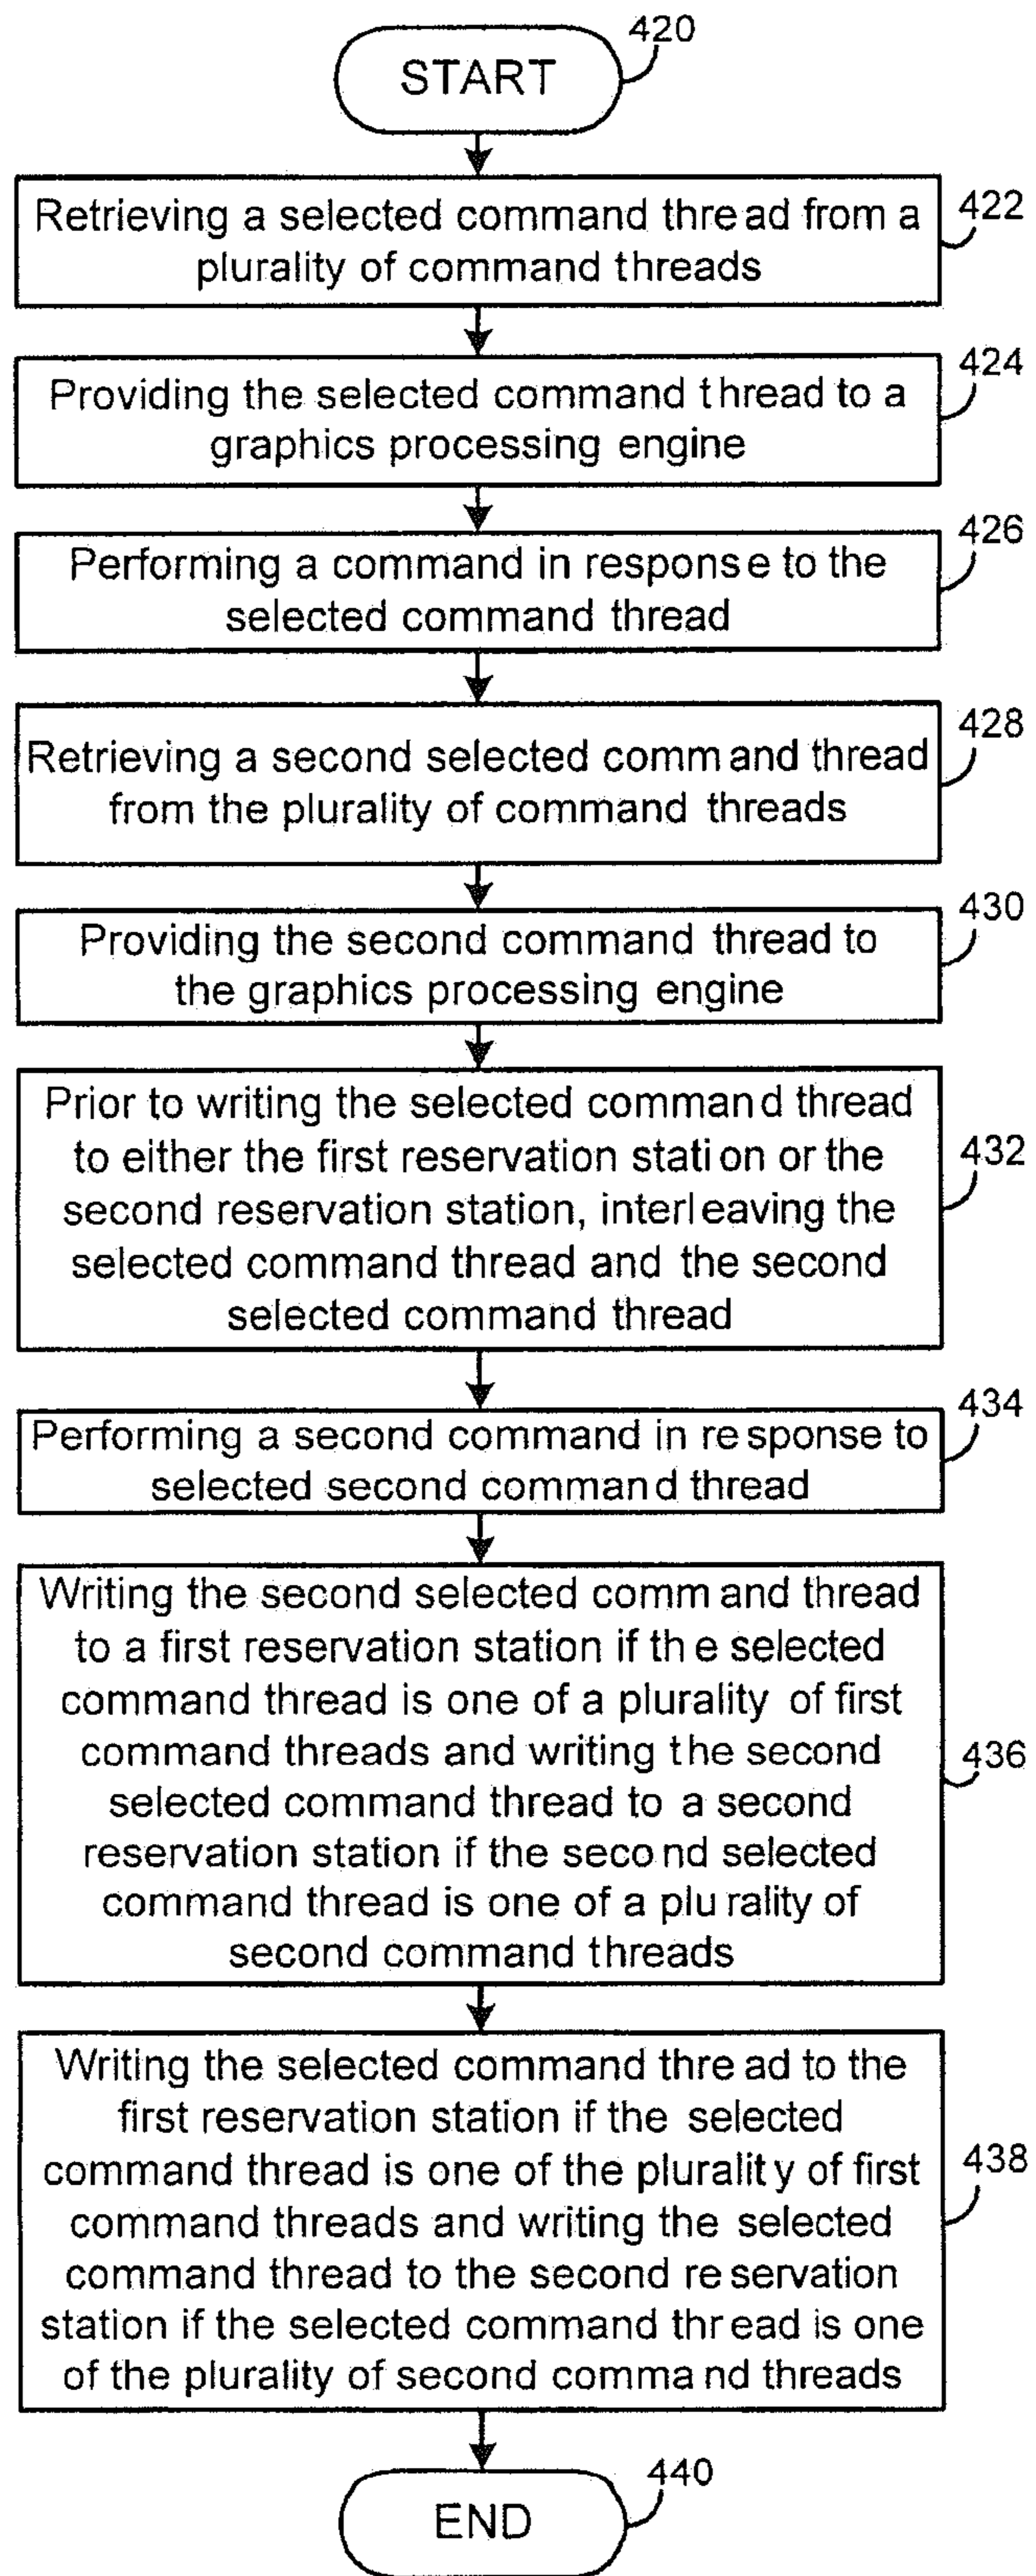 420
START
Retrieving a selected command thread from a
plurality of command threads
422
Providing the selected command thread to a
graphics processing engine
424
Performing a command in response to the
selected command thread
426
Retrieving a second selected command thread
from the plurality of command threads
428
Providing the second command thread to
the graphics processing engine
430
Prior to writing the selected command thread
to either the first reservation station or the
second reservation station, interleaving the
selected command thread and the second
selected command thread
432
Performing a second command in response to
selected second command thread
434
Writing the second selected command thread
to a first reservation station if the selected
command thread is one of a plurality of first
command threads and writing the second
selected command thread to a second
reservation station if the second selected
command thread is one of a plurality of
second command threads
436
Writing the selected command thread to the
first reservation station if the selected
command thread is one of the plurality of first
command threads and writing the selected
command thread to the second reservation
station if the selected command thread is one
of the plurality of second command threads
438
440
END